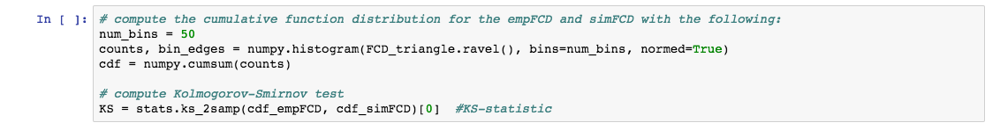 In [ ]: # compute the cumulative function distribution for the empFCD and simFCD with the following:
num_bins = 50
counts, bin_edges = numpy.histogram(FCD_triangle.ravel(), bins=num_bins, normed=True)
cdf = numpy.cumsum(counts)
# compute Kolmogorov-Smirnov test
KS = stats.ks_2samp(cdf_empFCD, cdf_simFCD)[0]  #KS-statistic